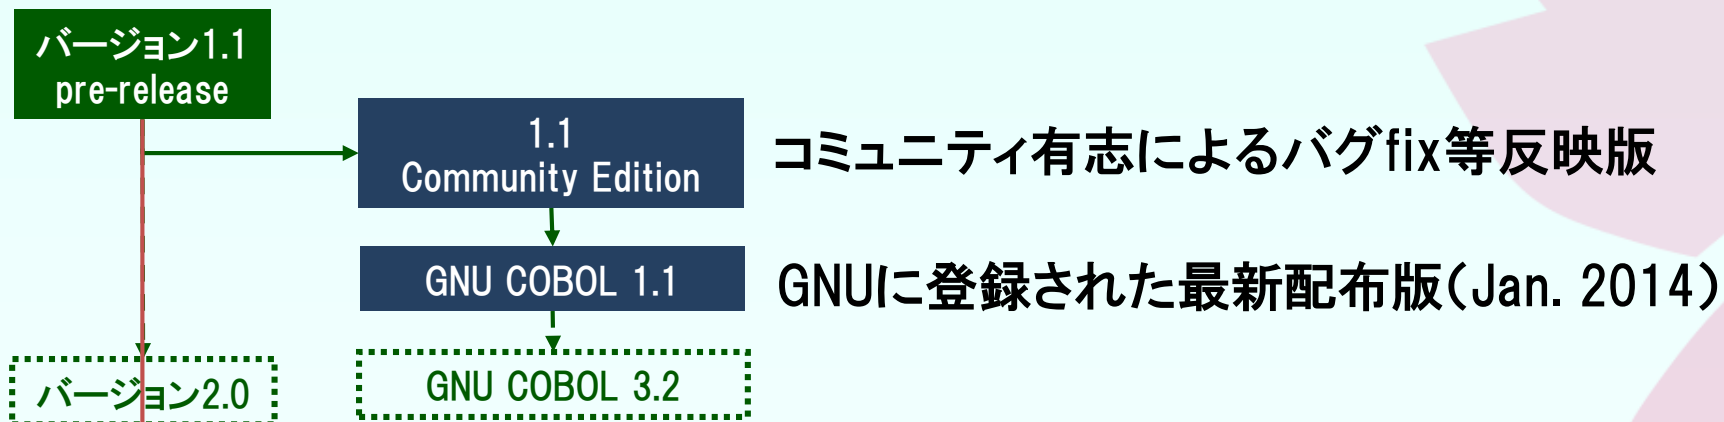 バージョン1.1
pre-release
1.1
Community Edition
コミュニティ有志によるバグfix等反映版
GNU COBOL 1.1
GNUに登録された最新配布版(Jan. 2014)
バージョン2.0
GNU COBOL 3.2